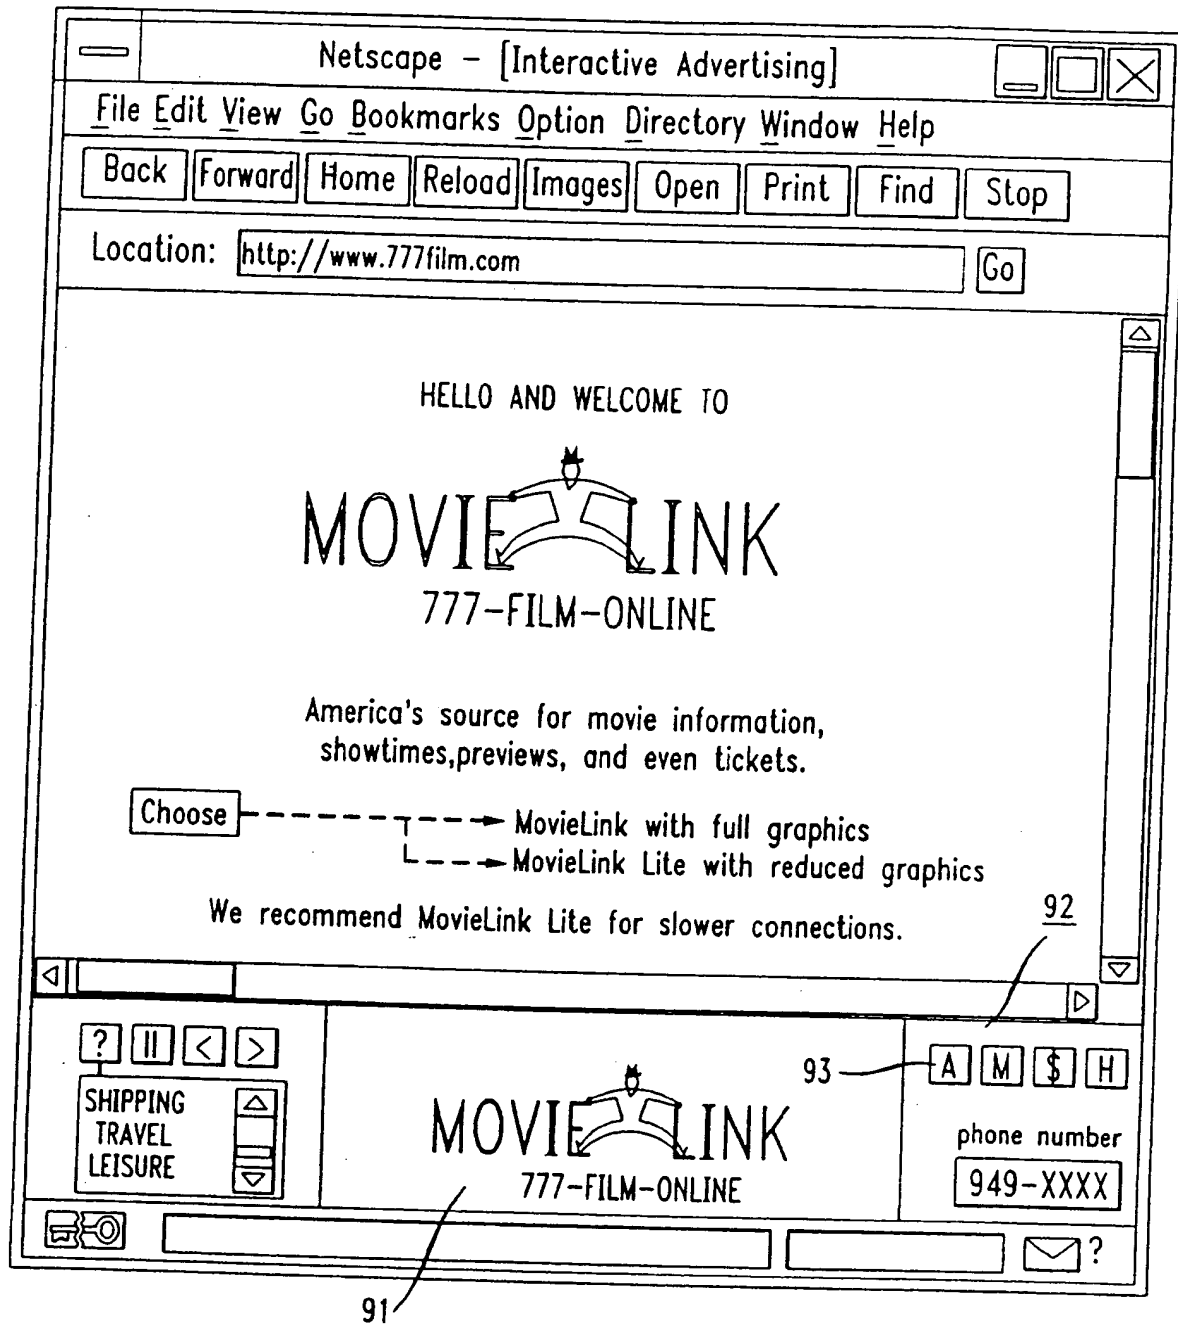 Netscape - [Interactive Advertising]
File Edit View Go Bookmarks Option Directory Window Help
Back Forward Home Reload Images Open Print Find Stop
Location: http://www.777film.com Go
HELLO AND WELCOME TO
MOVIELINK
777-FILM-ONLINE
America's source for movie information,
showtimes,previews, and even tickets.
Choose
MovieLink with full graphics
MovieLink Lite with reduced graphics
We recommend MovieLink Lite for slower connections.
92
? || < >
SHIPPING
TRAVEL
LEISURE
MOVIELINK
777-FILM-ONLINE
93
A M $ H
phone number
949-XXXX
?
91